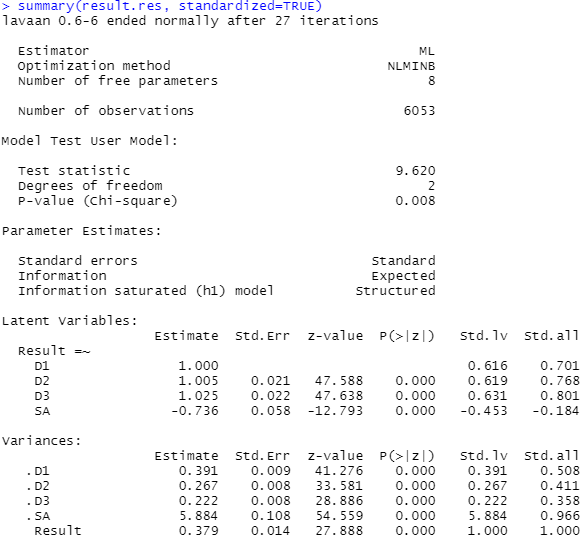 > summary(result.res, standardized=TRUE)
lavaan 0.6-6 ended normally after 27 iterations
Estimator ML
Optimization method NLMINB
Number of free parameters 8
Number of observations 6053
Model Test User Model:
Test statistic 9.620
Degrees of freedom 2
P-value (Chi-square) 0.008
Parameter Estimates:
Standard errors Standard
Information Expected
Information saturated (h1) model Structured
Latent Variables:
Estimate Std.Err z-value P(>|z|) Std.lv Std.all
Result =~
D1 1.000 0.616 0.701
D2 1.005 0.021 47.588 0.000 0.619 0.768
D3 1.025 0.022 47.638 0.000 0.631 0.801
SA -0.736 0.058 -12.793 0.000 -0.453 -0.184
Variances:
Estimate Std.Err z-value P(>|z|) Std.lv Std.all
.D1 0.391 0.009 41.276 0.000 0.391 0.508
.D2 0.267 0.008 33.581 0.000 0.267 0.411
.D3 0.222 0.008 28.886 0.000 0.222 0.358
.SA 5.884 0.108 54.559 0.000 5.884 0.966
Result 0.379 0.014 27.888 0.000 1.000 1.000